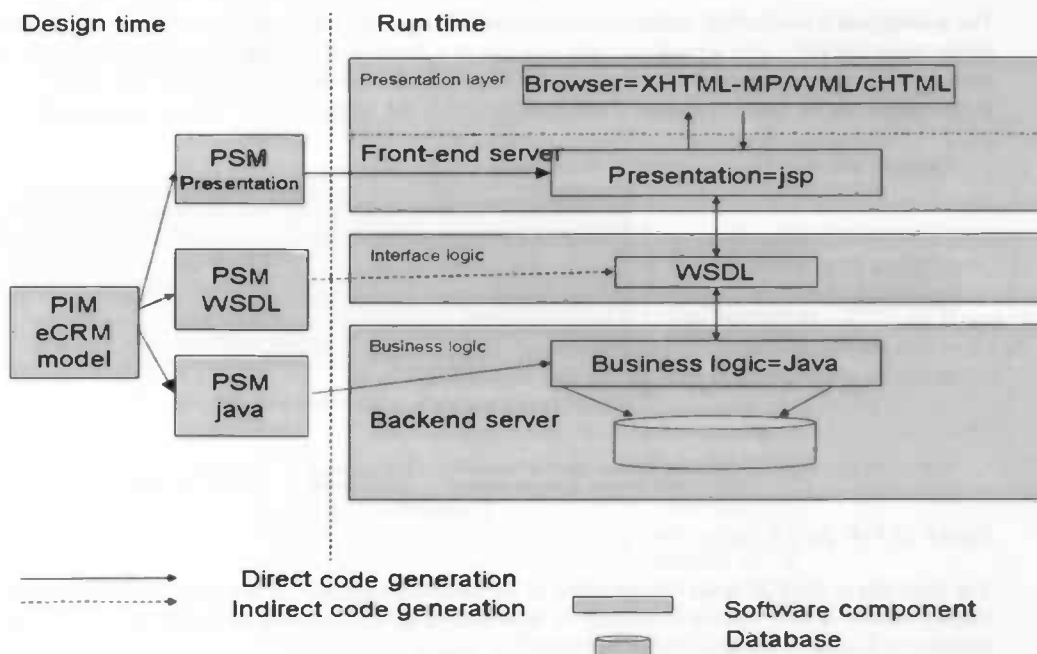 Design time
Run time
Presentation layer
Browser=XHTML-MP/WML/cHTML
PSM
Presentation
Front-end server
Presentation=jsp
Interface logic
PSM
WSDL
WSDL
PIM
eCRM
model
Business logic
PSM
java
Business logic=Java
Backend server
Direct code generation
Indirect code generation
Software component
Database